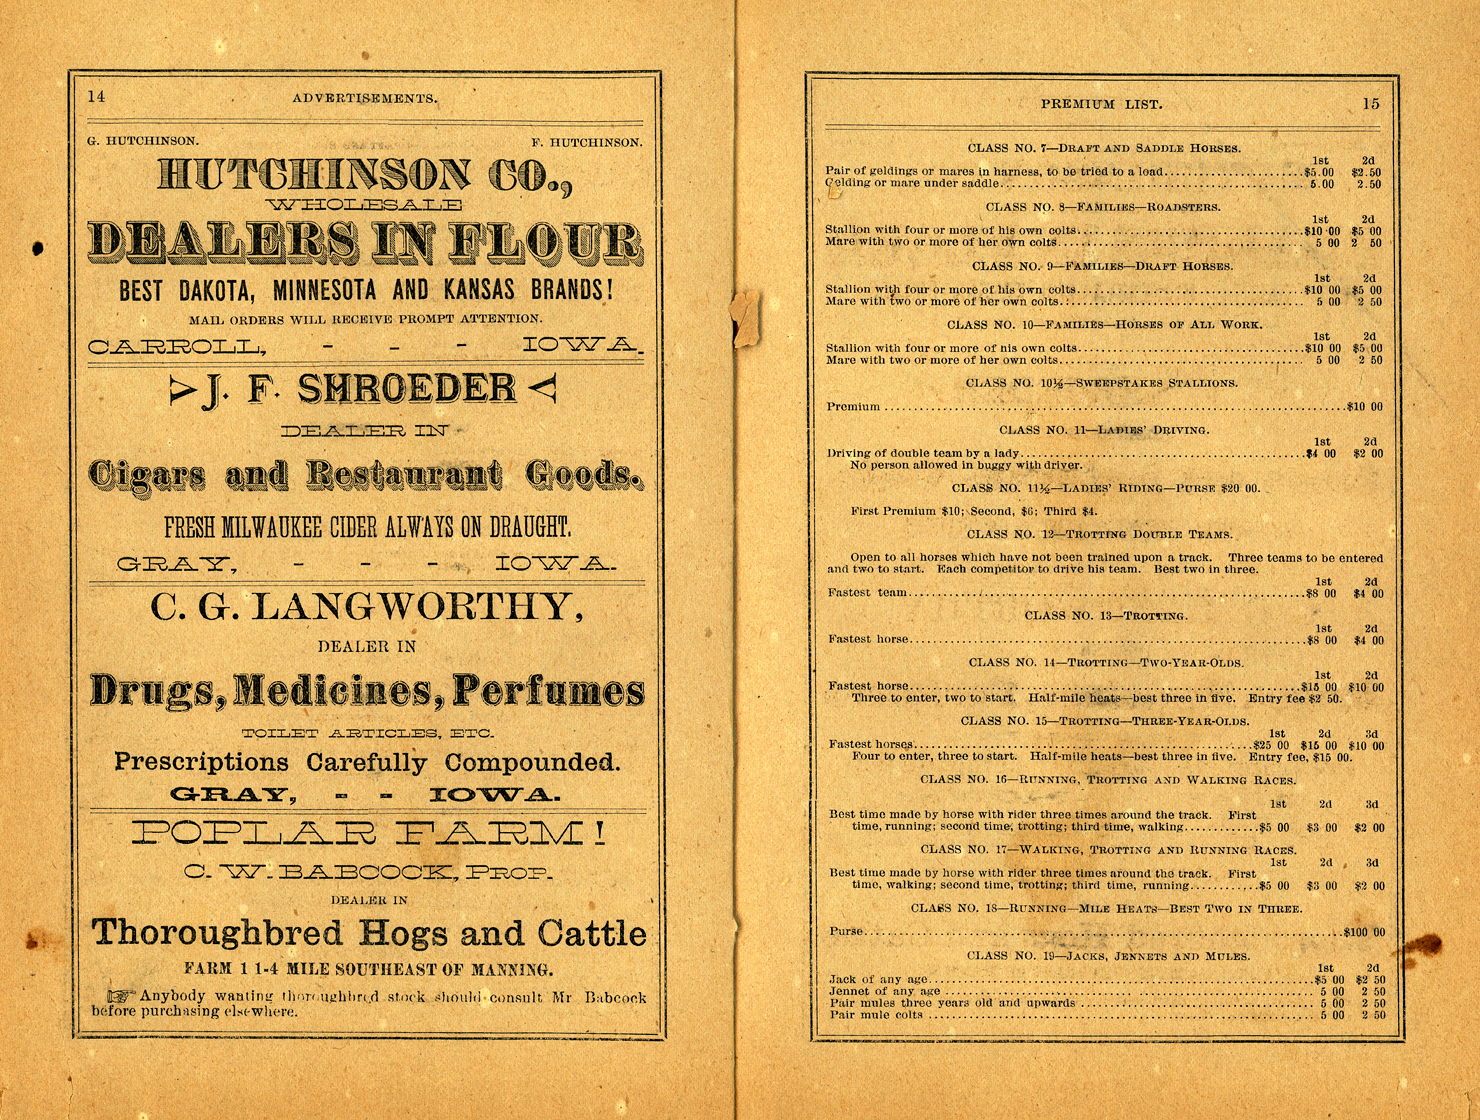 14
ADVERTISEMENTS.
G. HUTCHINSON. F. HUTCHINSON.
HUTCHINSON CO.,
WHOLESALE
DEALERS IN FLOUR
BEST DAKOTA, MINNESOTA AND KANSAS BRANDS!
MAIL ORDERS WILL RECEIVE PROMPT ATTENTION.
CARROLL, - - - IOWA.
J. F. SHROEDER
DEALER IN
Cigars and Restaurant Goods.
FRESH MILWAUKEE CIDER ALWAYS ON DRAUGHT.
GRAY, - - - IOWA.
C. G. LANGWORTHY,
DEALER IN
Drugs, Medicines, Perfumes
TOILET ARTICLES, ETC.
Prescriptions Carefully Compounded.
GRAY, - - IOWA.
POPLAR FARM!
C. W. BABCOCK, PROP.
DEALER IN
Thoroughbred Hogs and Cattle
FARM 1 1-4 MILE SOUTHEAST OF MANNING.
☞ Anybody wanting thoroughbred stock should consult Mr Babcock
before purchasing elsewhere.
PREMIUM LIST. 15
CLASS NO. 7—DRAFT AND SADDLE HORSES.
1st 2d
Pair of geldings or mares in harness, to be tried to a load........ $5.00 $2.50
Gelding or mare under saddle........ 5.00 2.50
CLASS NO. 8—FAMILIES—ROADSTERS.
1st 2d
Stallion with four or more of his own colts........ $10 00 $5 00
Mare with two or more of her own colts........ 5 00 2 50
CLASS NO. 9—FAMILIES—DRAFT HORSES.
1st 2d
Stallion with four or more of his own colts........ $10 00 $5 00
Mare with two or more of her own colts........ 5 00 2 50
CLASS NO. 10—FAMILIES—HORSES OF ALL WORK.
1st 2d
Stallion with four or more of his own colts........ $10 00 $5 00
Mare with two or more of her own colts........ 5 00 2 50
CLASS NO. 10½—SWEEPSTAKES STALLIONS.
Premium ........ $10 00
CLASS NO. 11—LADIES' DRIVING.
1st 2d
Driving of double team by a lady........ $4 00 $2 00
No person allowed in buggy with driver.
CLASS NO. 11½—LADIES' RIDING—PURSE $20 00.
First Premium $10; Second, $6; Third $4.
CLASS NO. 12—TROTTING DOUBLE TEAMS.
Open to all horses which have not been trained upon a track. Three teams to be entered
and two to start. Each competitor to drive his team. Best two in three.
1st 2d
Fastest team........ $8 00 $4 00
CLASS NO. 13—TROTTING.
1st 2d
Fastest horse........ $8 00 $4 00
CLASS NO. 14—TROTTING—TWO-YEAR-OLDS.
1st 2d
Fastest horse........ $15 00 $10 00
Three to enter, two to start. Half-mile heats—best three in five. Entry fee $2 50.
CLASS NO. 15—TROTTING—THREE-YEAR-OLDS.
1st 2d 3d
Fastest horses........ $25 00 $15 00 $10 00
Four to enter, three to start. Half-mile heats—best three in five. Entry fee, $15 00.
CLASS NO. 16—RUNNING, TROTTING AND WALKING RACES.
1st 2d 3d
Best time made by horse with rider three times around the track. First
time, running; second time, trotting; third time, walking........ $5 00 $3 00 $2 00
CLASS NO. 17—WALKING, TROTTING AND RUNNING RACES.
1st 2d 3d
Best time made by horse with rider three times around the track. First
time, walking; second time, trotting; third time, running........ $5 00 $3 00 $2 00
CLASS NO. 18—RUNNING—MILE HEATS—BEST TWO IN THREE.
Purse........ $100 00
CLASS NO. 19—JACKS, JENNETS AND MULES.
1st 2d
Jack of any age........ $5 00 $2 50
Jennet of any age ........ 5 00 2 50
Pair mules three years old and upwards ........ 5 00 2 50
Pair mule colts ........ 5 00 2 50